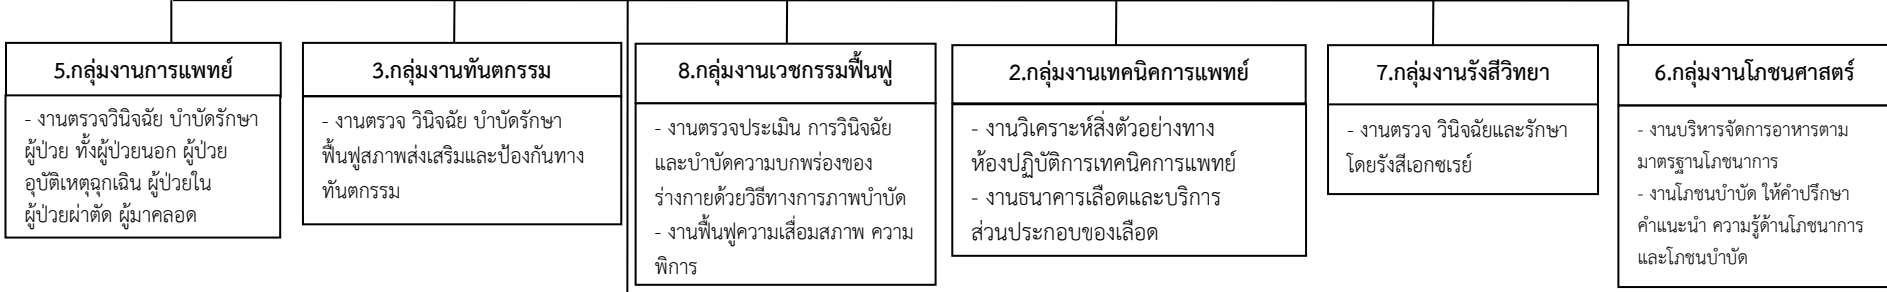 5.กลุ่มงานการแพทย์
- งานตรวจวินิจฉัย บำบัดรักษา
ผู้ป่วย ทั้งผู้ป่วยนอก ผู้ป่วย
อุบัติเหตุฉุกเฉิน ผู้ป่วยใน
ผู้ป่วยผ่าตัด ผู้มาคลอด
3.กลุ่มงานทันตกรรม
- งานตรวจ วินิจฉัย บำบัดรักษา
ฟื้นฟูสภาพส่งเสริมและป้องกันทาง
ทันตกรรม
8.กลุ่มงานเวชกรรมฟื้นฟู
- งานตรวจประเมิน การวินิจฉัย
และบำบัดความบกพร่องของ
ร่างกายด้วยวิธีทางการภาพบำบัด
- งานฟื้นฟูความเสื่อมสภาพ ความ
พิการ
2.กลุ่มงานเทคนิคการแพทย์
- งานวิเคราะห์สิ่งตัวอย่างทาง
ห้องปฏิบัติการเทคนิคการแพทย์
- งานธนาคารเลือดและบริการ
ส่วนประกอบของเลือด
7.กลุ่มงานรังสีวิทยา
- งานตรวจ วินิจฉัยและรักษา
โดยรังสีเอกซเรย์
6.กลุ่มงานโภชนศาสตร์
- งานบริหารจัดการอาหารตาม
มาตรฐานโภชนาการ
- งานโภชนบำบัด ให้คำปรึกษา
คำแนะนำ ความรู้ด้านโภชนาการ
และโภชนบำบัด